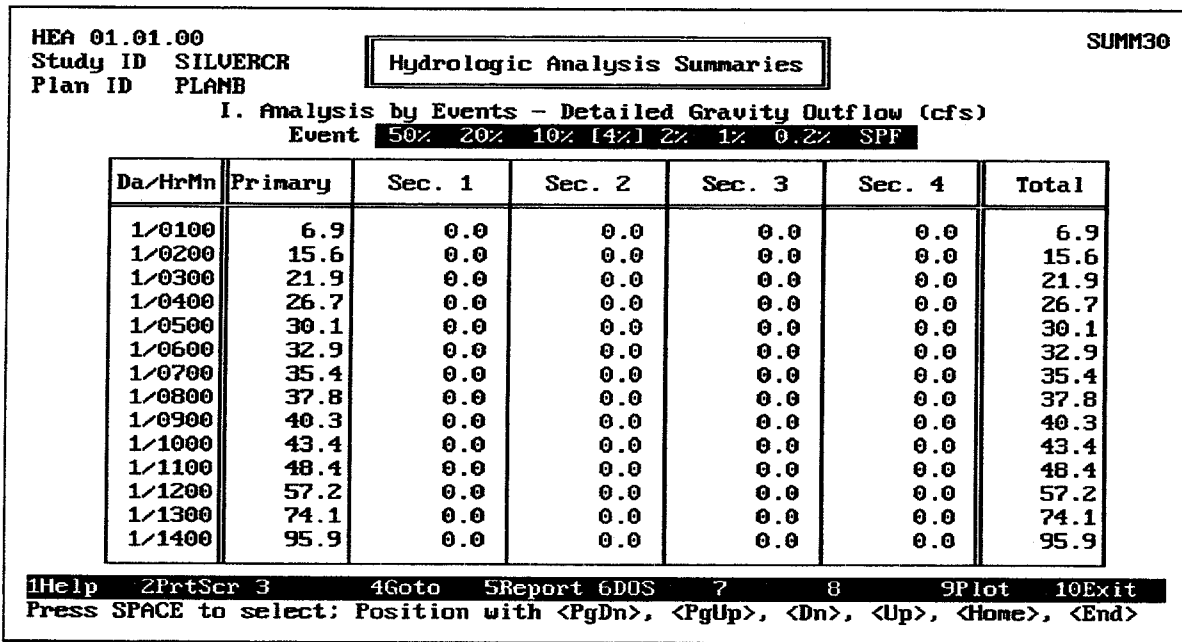 HEA 01.01.00 SUMM30
Study ID SILVERCR
Hydrologic Analysis Summaries
Plan ID PLANB
I. Analysis by Events - Detailed Gravity Outflow (cfs)
Event 50% 20% 10% [4%] 2% 1% 0.2% SPF
Da/HrMn Primary Sec. 1 Sec. 2 Sec. 3 Sec. 4 Total
1/0100 6.9 0.0 0.0 0.0 0.0 6.9
1/0200 15.6 0.0 0.0 0.0 0.0 15.6
1/0300 21.9 0.0 0.0 0.0 0.0 21.9
1/0400 26.7 0.0 0.0 0.0 0.0 26.7
1/0500 30.1 0.0 0.0 0.0 0.0 30.1
1/0600 32.9 0.0 0.0 0.0 0.0 32.9
1/0700 35.4 0.0 0.0 0.0 0.0 35.4
1/0800 37.8 0.0 0.0 0.0 0.0 37.8
1/0900 40.3 0.0 0.0 0.0 0.0 40.3
1/1000 43.4 0.0 0.0 0.0 0.0 43.4
1/1100 48.4 0.0 0.0 0.0 0.0 48.4
1/1200 57.2 0.0 0.0 0.0 0.0 57.2
1/1300 74.1 0.0 0.0 0.0 0.0 74.1
1/1400 95.9 0.0 0.0 0.0 0.0 95.9
1Help 2PrtScr 3 4Goto 5Report 6DOS 7 8 9Plot 10Exit
Press SPACE to select; Position with <PgDn>, <PgUp>, <Dn>, <Up>, <Home>, <End>